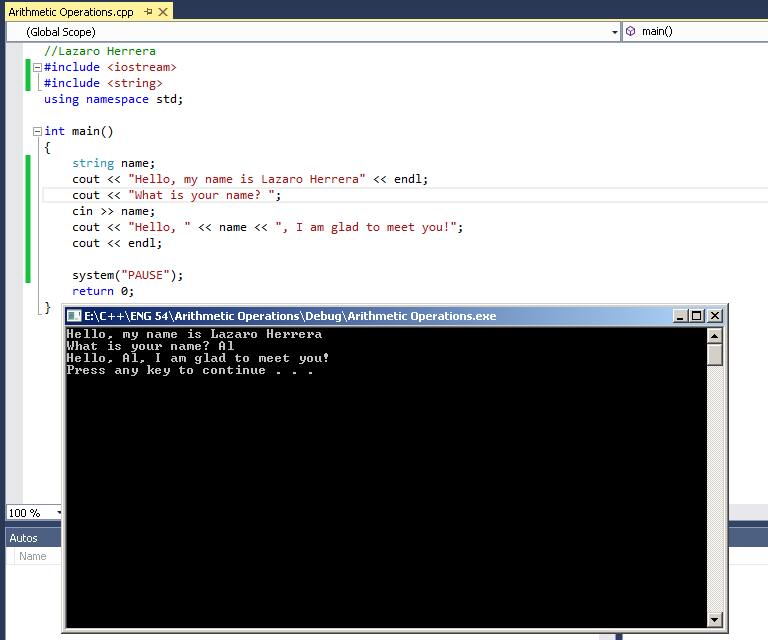 Arithmetic Operations.cpp
(Global Scope)
main()
//Lazaro Herrera
#include <iostream>
#include <string>
using namespace std;
int main()
{
string name;
cout << "Hello, my name is Lazaro Herrera" << endl;
cout << "What is your name? ";
cin >> name;
cout << "Hello, " << name << ", I am glad to meet you!";
cout << endl;
system("PAUSE");
return 0;
}
E:\C++\ENG 54\Arithmetic Operations\Debug\Arithmetic Operations.exe
Hello, my name is Lazaro Herrera
What is your name? Al
Hello, Al, I am glad to meet you!
Press any key to continue . . .
100 %
Autos
Name